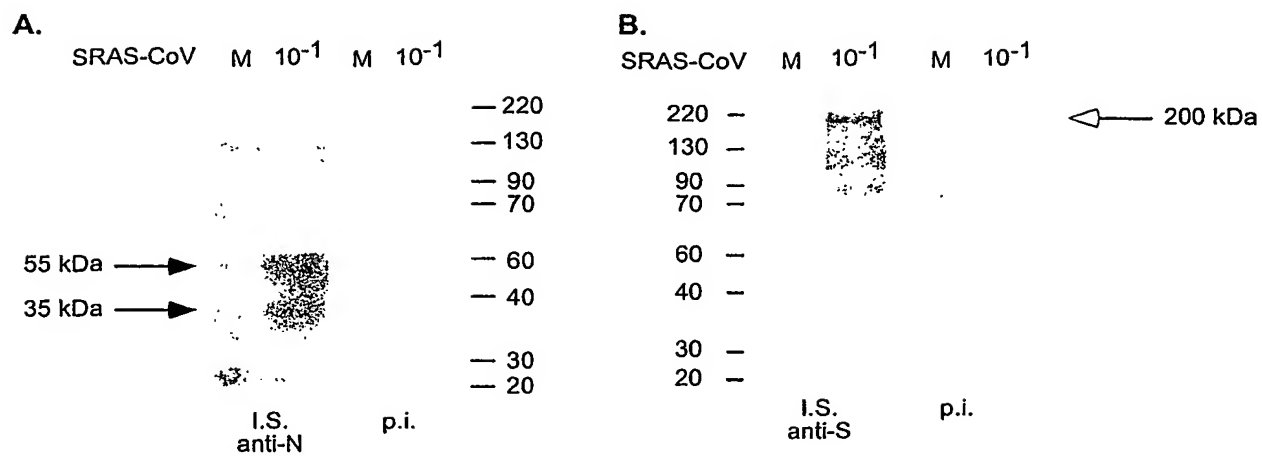 A.
SRAS-CoV M 10-1 M 10-1
220
130
90
70
55 kDa
60
40
35 kDa
30
20
I.S.
anti-N
p.i.
B.
SRAS-CoV M 10-1 M 10-1
220
200 kDa
130
90
70
60
40
30
20
I.S.
anti-S
p.i.